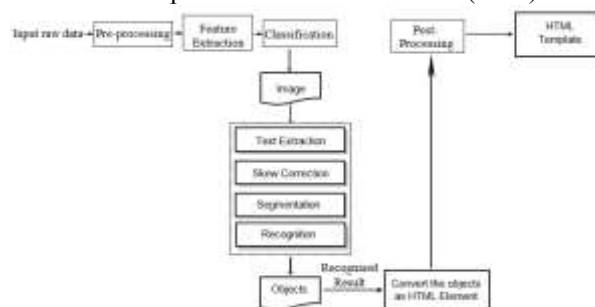 Input raw data
Pre-processing
Feature
Extraction
Classification
Post-
Processing
HTML
Template
Image
Text Extraction
Skew Correction
Segmentation
Recognition
Objects
Recognized
Result
Convert the objects
as HTML Element